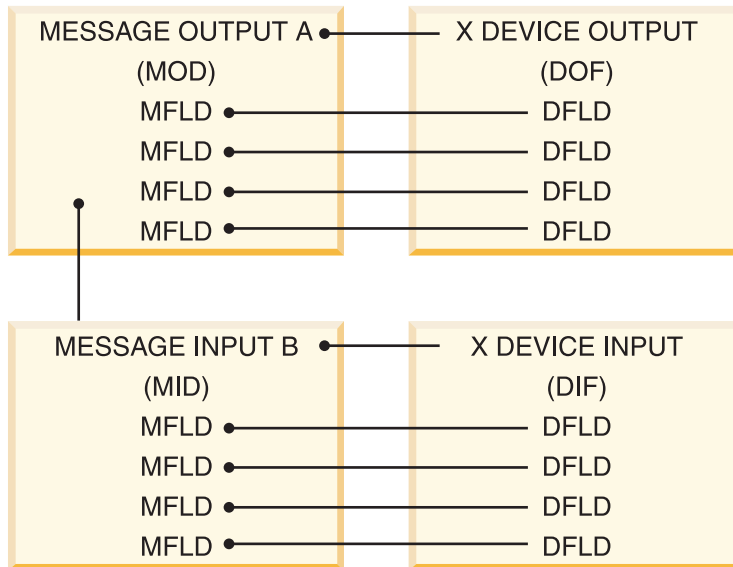 MESSAGE OUTPUT A
(MOD)
MFLD
MFLD
MFLD
MFLD
X DEVICE OUTPUT
(DOF)
DFLD
DFLD
DFLD
DFLD
MESSAGE INPUT B
(MID)
MFLD
MFLD
MFLD
MFLD
X DEVICE INPUT
(DIF)
DFLD
DFLD
DFLD
DFLD